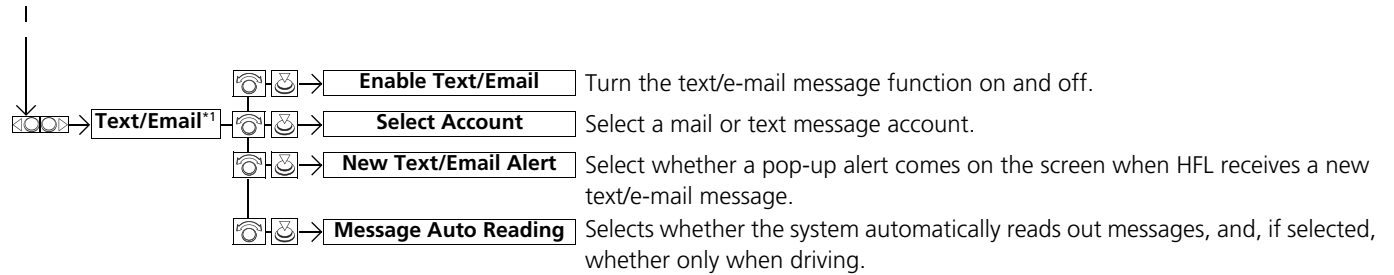 Enable Text/Email Turn the text/e-mail message function on and off.
Text/Email*1 Select Account Select a mail or text message account.
New Text/Email Alert Select whether a pop-up alert comes on the screen when HFL receives a new
text/e-mail message.
Message Auto Reading Selects whether the system automatically reads out messages, and, if selected,
whether only when driving.